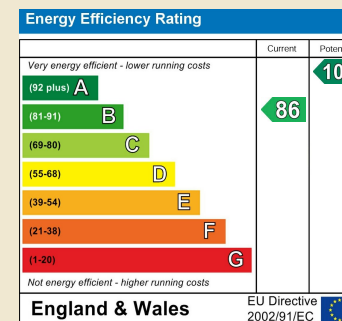 Energy Efficiency Rating
Current
Very energy efficient - lower running costs
(92 plus) A
(81-91) B
86
(69-80) C
(55-68) D
(39-54) E
(21-38) F
(1-20) G
Not energy efficient - higher running costs
England & Wales
EU Directive
2002/91/EC